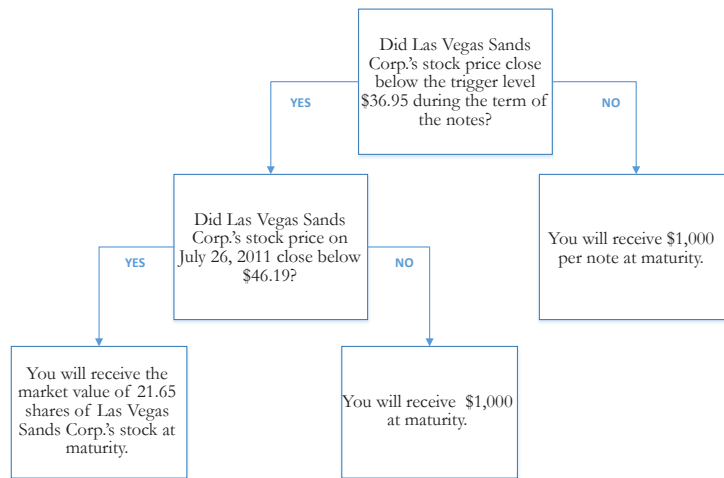 Did Las Vegas Sands
Corp.'s stock price close
below the trigger level
$36.95 during the term of
the notes?
YES
NO
Did Las Vegas Sands
Corp.'s stock price on
July 26, 2011 close below
$46.19?
You will receive $1,000
per note at maturity.
YES
NO
You will receive the
market value of 21.65
shares of Las Vegas
Sands Corp.'s stock at
maturity.
You will receive $1,000
at maturity.